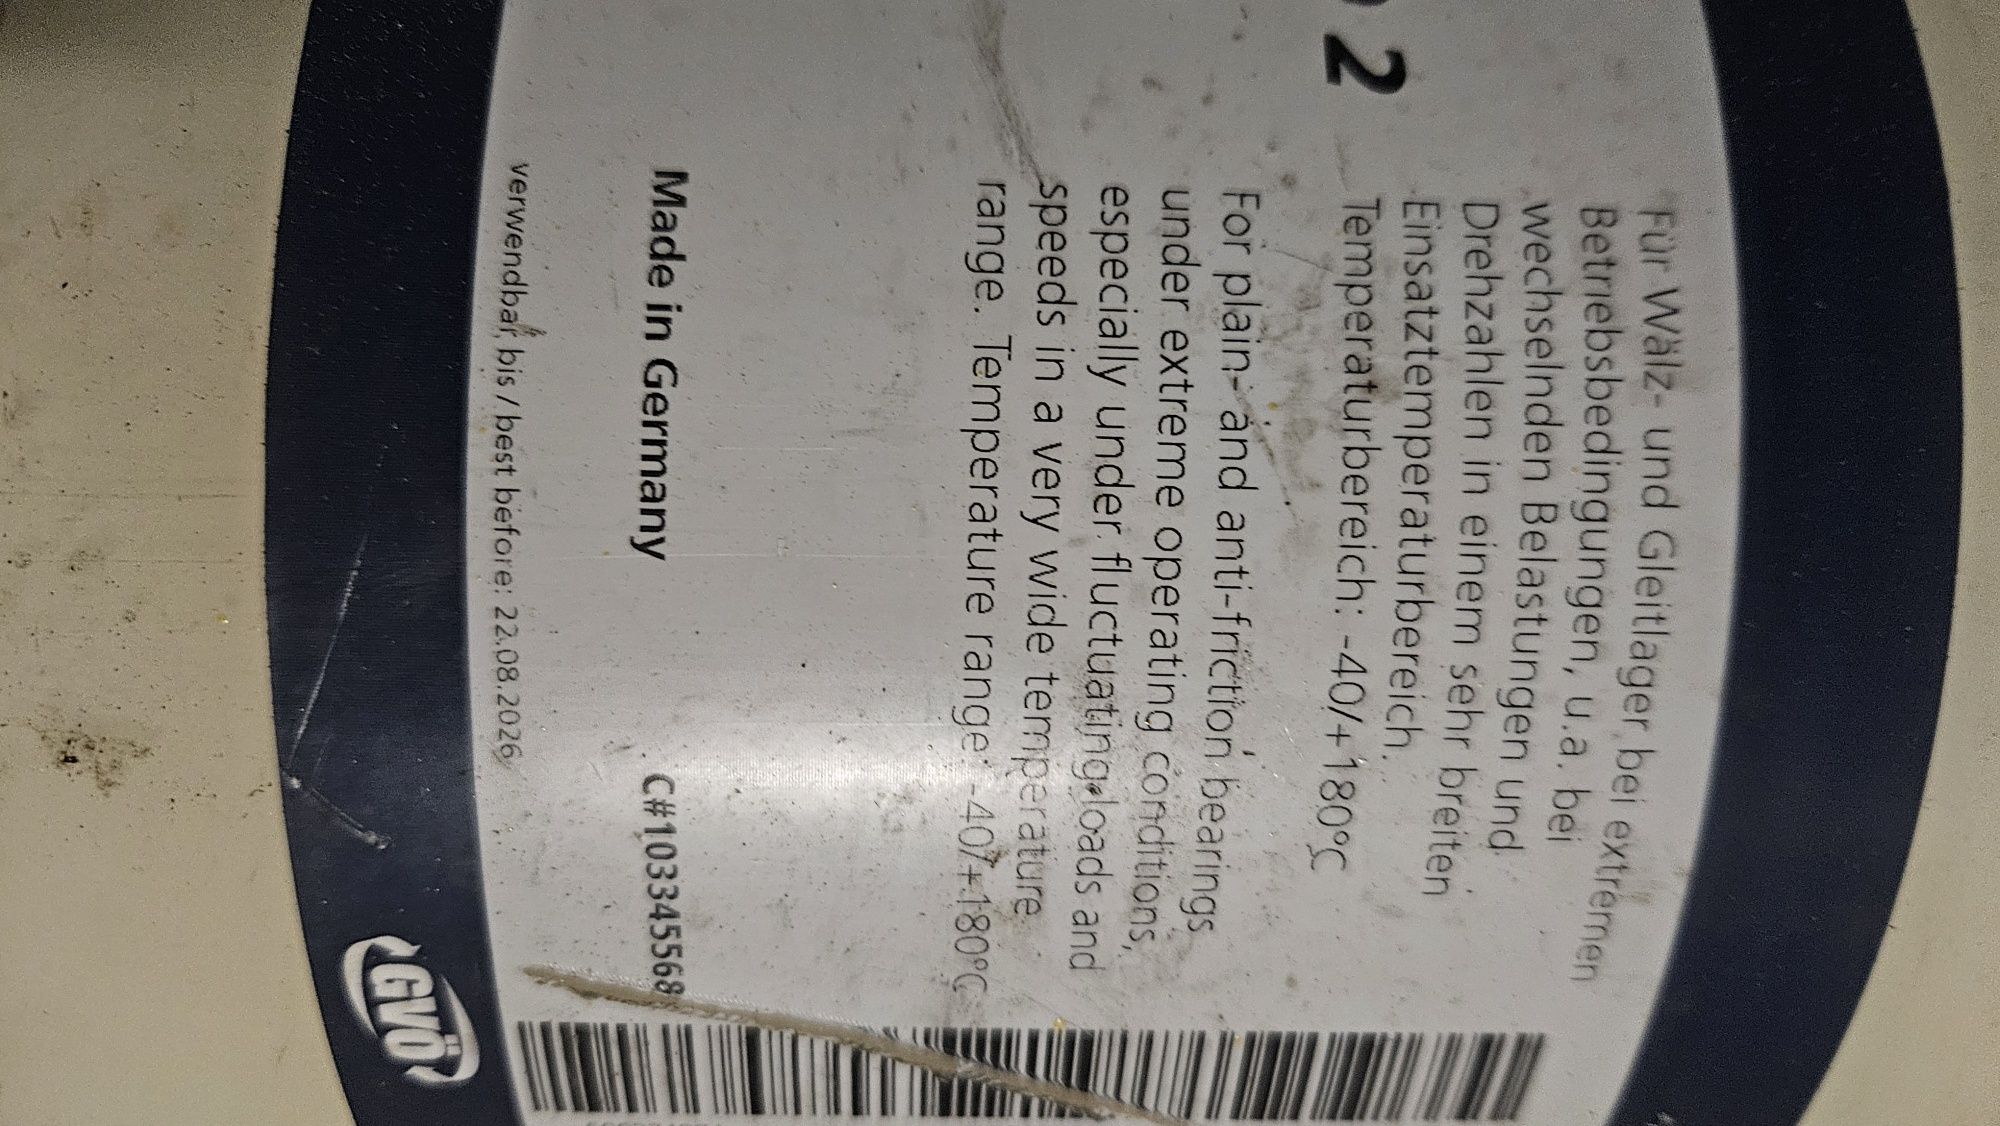 2
Für Wälz- und Gleitlager bei extremen
Betriebsbedingungen, u.a. bei
wechselnden Belastungen und
Drehzahlen in einem sehr breiten
Einsatztemperaturbereich.
Temperaturbereich: -40/+180°C
For plain- and anti-friction bearings
under extreme operating conditions,
especially under fluctuating loads and
speeds in a very wide temperature
range. Temperature range: -40/+180°C
Made in Germany
C#103345568
verwendbar bis / best before: 22.08.2026
GVÖ